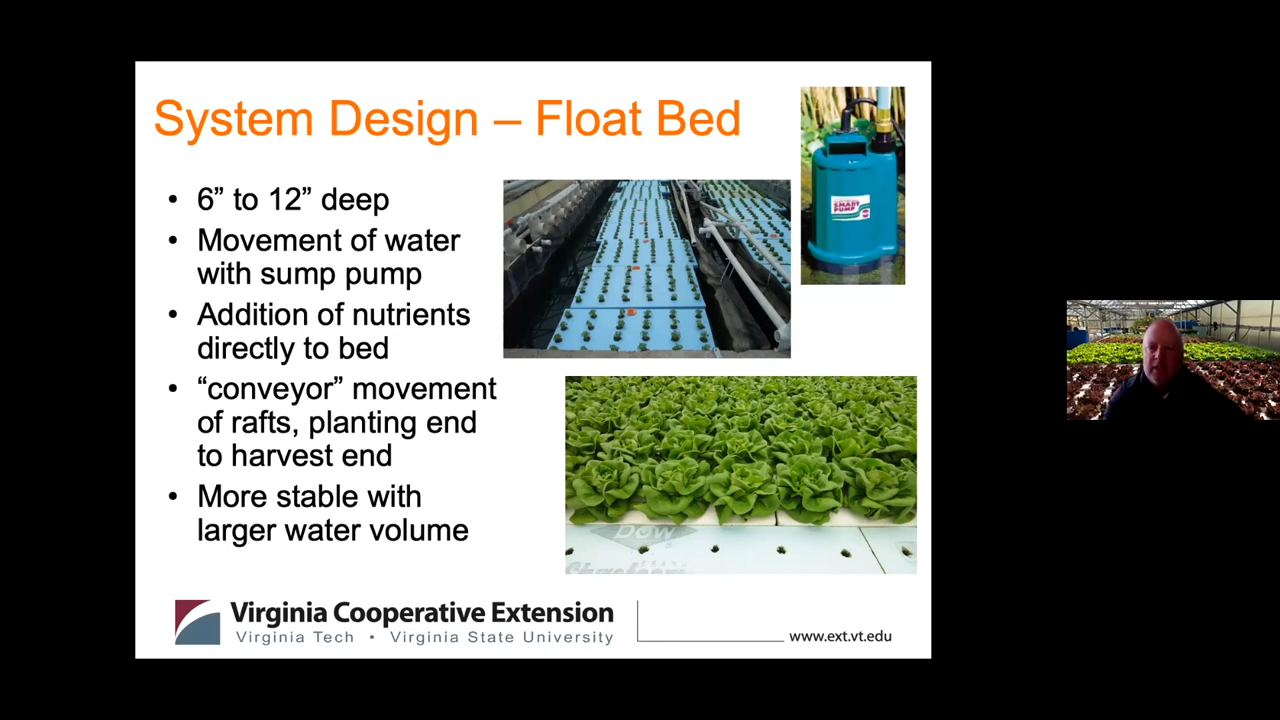 System Design – Float Bed
• 6” to 12” deep
• Movement of water
with sump pump
• Addition of nutrients
directly to bed
• “conveyor” movement
of rafts, planting end
to harvest end
• More stable with
larger water volume
SMART
PUMP
DOW
Virginia Cooperative Extension
Virginia Tech • Virginia State University
www.ext.vt.edu